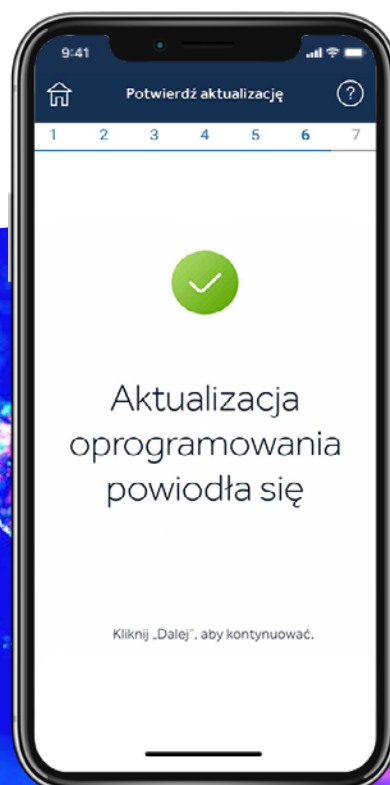 9:41
Potwierdź aktualizację
?
1 2 3 4 5 6 7
Aktualizacja
oprogramowania
powiodła się
Kliknij „Dalej”, aby kontynuować.